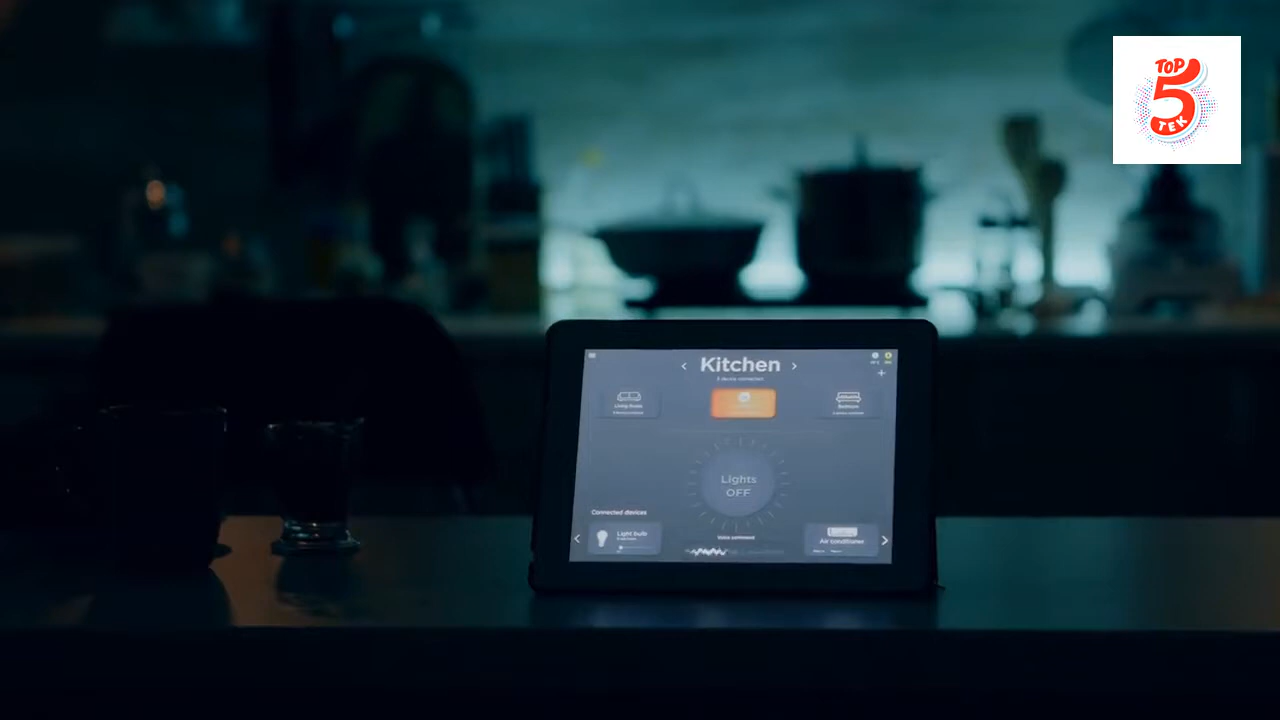 TOP
5
TEK
Kitchen
Living Room
Bedroom
Lights
OFF
Connected devices
Light bulb
Voice command
Air conditioner